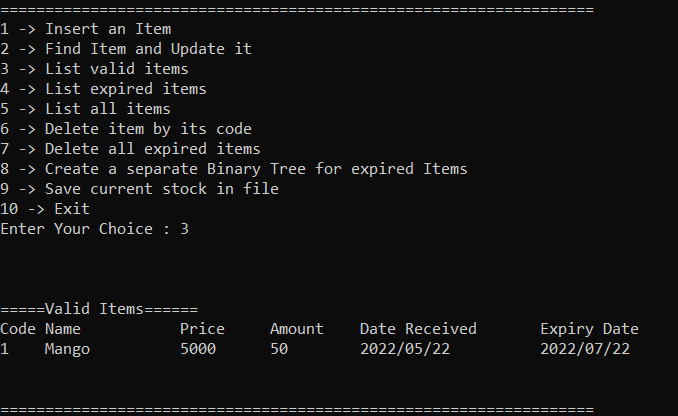 ==================================================================
1 -> Insert an Item
2 -> Find Item and Update it
3 -> List valid items
4 -> List expired items
5 -> List all items
6 -> Delete item by its code
7 -> Delete all expired items
8 -> Create a separate Binary Tree for expired Items
9 -> Save current stock in file
10 -> Exit
Enter Your Choice : 3
=====Valid Items======
Code Name           Price     Amount    Date Received       Expiry Date
1    Mango          5000      50        2022/05/22          2022/07/22
==================================================================